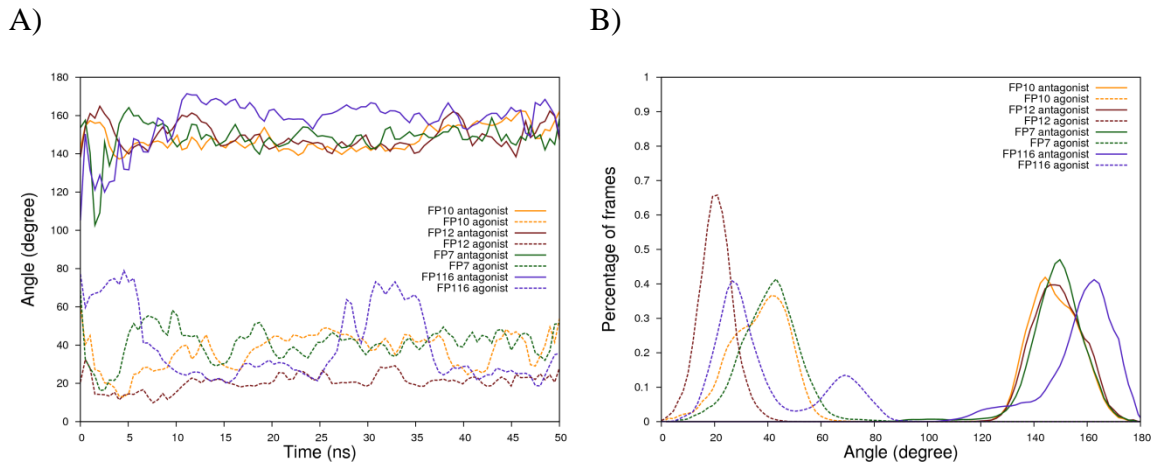 A)
B)
Angle (degree)
180
160
140
120
100
80
60
40
20
0
FP10 antagonist
FP10 agonist
FP12 antagonist
FP12 agonist
FP7 antagonist
FP7 agonist
FP116 antagonist
FP116 agonist
0 5 10 15 20 25 30 35 40 45 50
Time (ns)
Percentage of frames
1
0.9
0.8
0.7
0.6
0.5
0.4
0.3
0.2
0.1
0
FP10 antagonist
FP10 agonist
FP12 antagonist
FP12 agonist
FP7 antagonist
FP7 agonist
FP116 antagonist
FP116 agonist
0 20 40 60 80 100 120 140 160 180
Angle (degree)